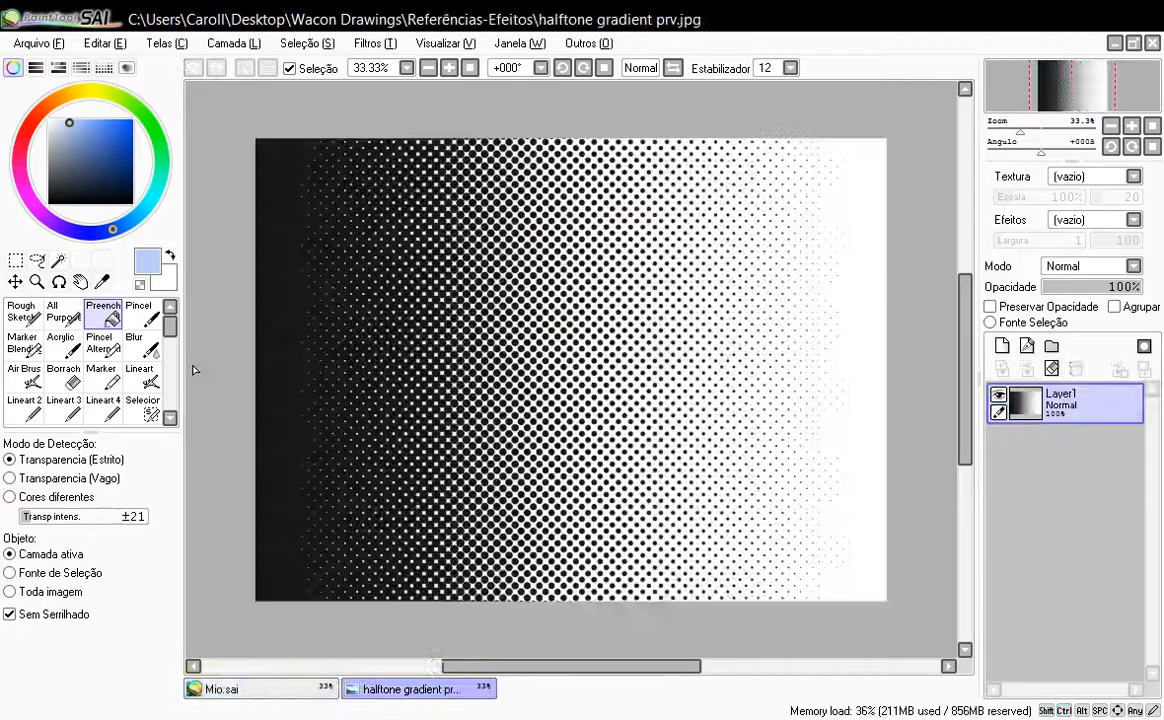 PaintTool SAI C:\Users\Caroll\Desktop\Wacon Drawings\Referências-Efeitos\halftone gradient prv.jpg
Arquivo (F) Editar (E) Telas (C) Camada (L) Seleção (S) Filtros (T) Visualizar (V) Janela (W) Outros (O)
Seleção 33.33% +000° Normal Estabilizador 12
Zoom 33.3%
Angulo +000°
Textura (vazio)
Escala 100% 20
Efeitos (vazio)
Largura 1 100
Modo Normal
Opacidade 100%
Preservar Opacidade Agrupar
Fonte Seleção
Layer1
Normal
100%
Rough Sketch
All Purpo
Preench
Pincel
Marker Blendi
Acrylic
Pincel Altern
Blur
Air Brus
Borrach
Marker
Lineart
Lineart 2
Lineart 3
Lineart 4
Selecior
Modo de Detecção:
Transparencia (Estrito)
Transparencia (Vago)
Cores diferentes
Transp intens. ±21
Objeto:
Camada ativa
Fonte de Seleção
Toda imagem
Sem Serrilhado
Mio.sai 33%
halftone gradient pr... 33%
Memory load: 36% (211MB used / 856MB reserved) Shift Ctrl Alt SPC Any